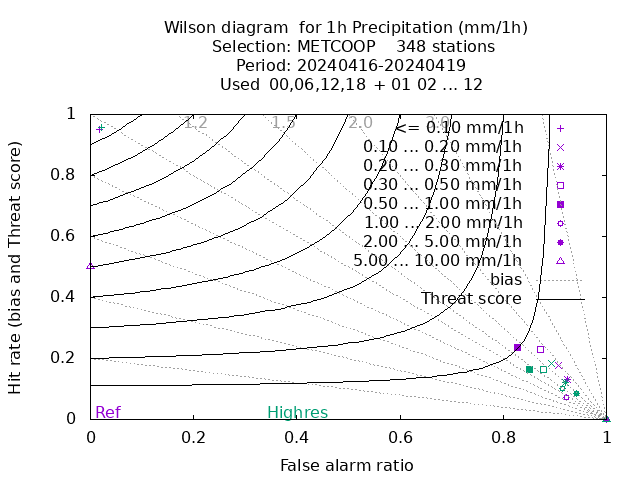 Wilson diagram  for 1h Precipitation (mm/1h)
Selection: METCOOP    348 stations
Period: 20240416-20240419
Used  00,06,12,18  + 01 02 ... 12
1.2 1.5 2.0 3.0
<= 0.10 mm/1h
0.10 ... 0.20 mm/1h
0.20 ... 0.30 mm/1h
0.30 ... 0.50 mm/1h
0.50 ... 1.00 mm/1h
1.00 ... 2.00 mm/1h
2.00 ... 5.00 mm/1h
5.00 ... 10.00 mm/1h
bias
Threat score
1
0.8
0.6
0.4
0.2
0
Hit rate (bias and Threat score)
Ref Highres
0 0.2 0.4 0.6 0.8 1
False alarm ratio